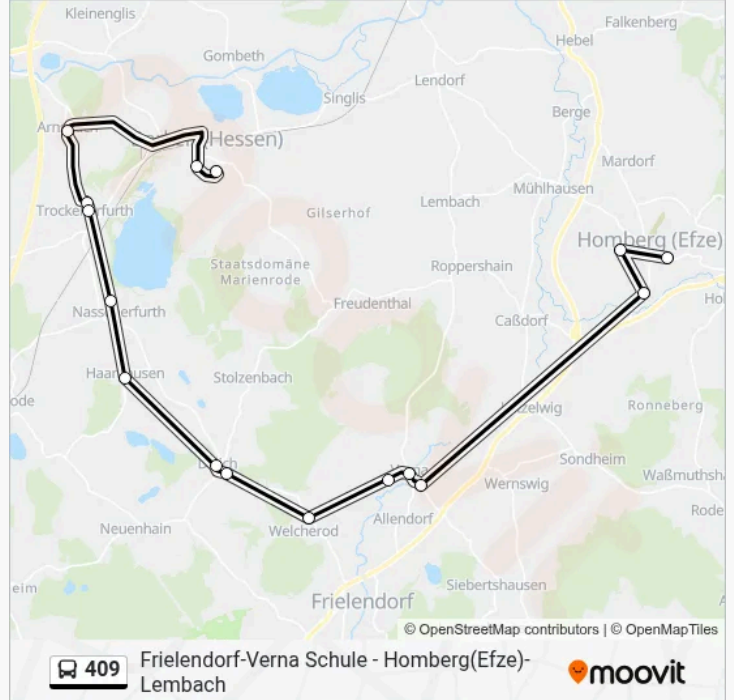 Kleinenglis
Falkenberg
Hebel
Gombeth
Lendorf
Singlis
Berge
(Hessen)
Mardorf
Mühlhausen
Lembach
Gilserhof
Homberg (Efze)
Staatsdomäne
Marienrode
Roppershain
Freudenthal
Caßdorf
Stolzenbach
Ronneberg
Sondheim
Wernswig
Allendorf
Neuenhain
Welcherod
Siebertshausen
Frielendorf
© OpenStreetMap contributors | © OpenMapTiles
409
Frielendorf-Verna Schule - Homberg(Efze)-
Lembach
moovit